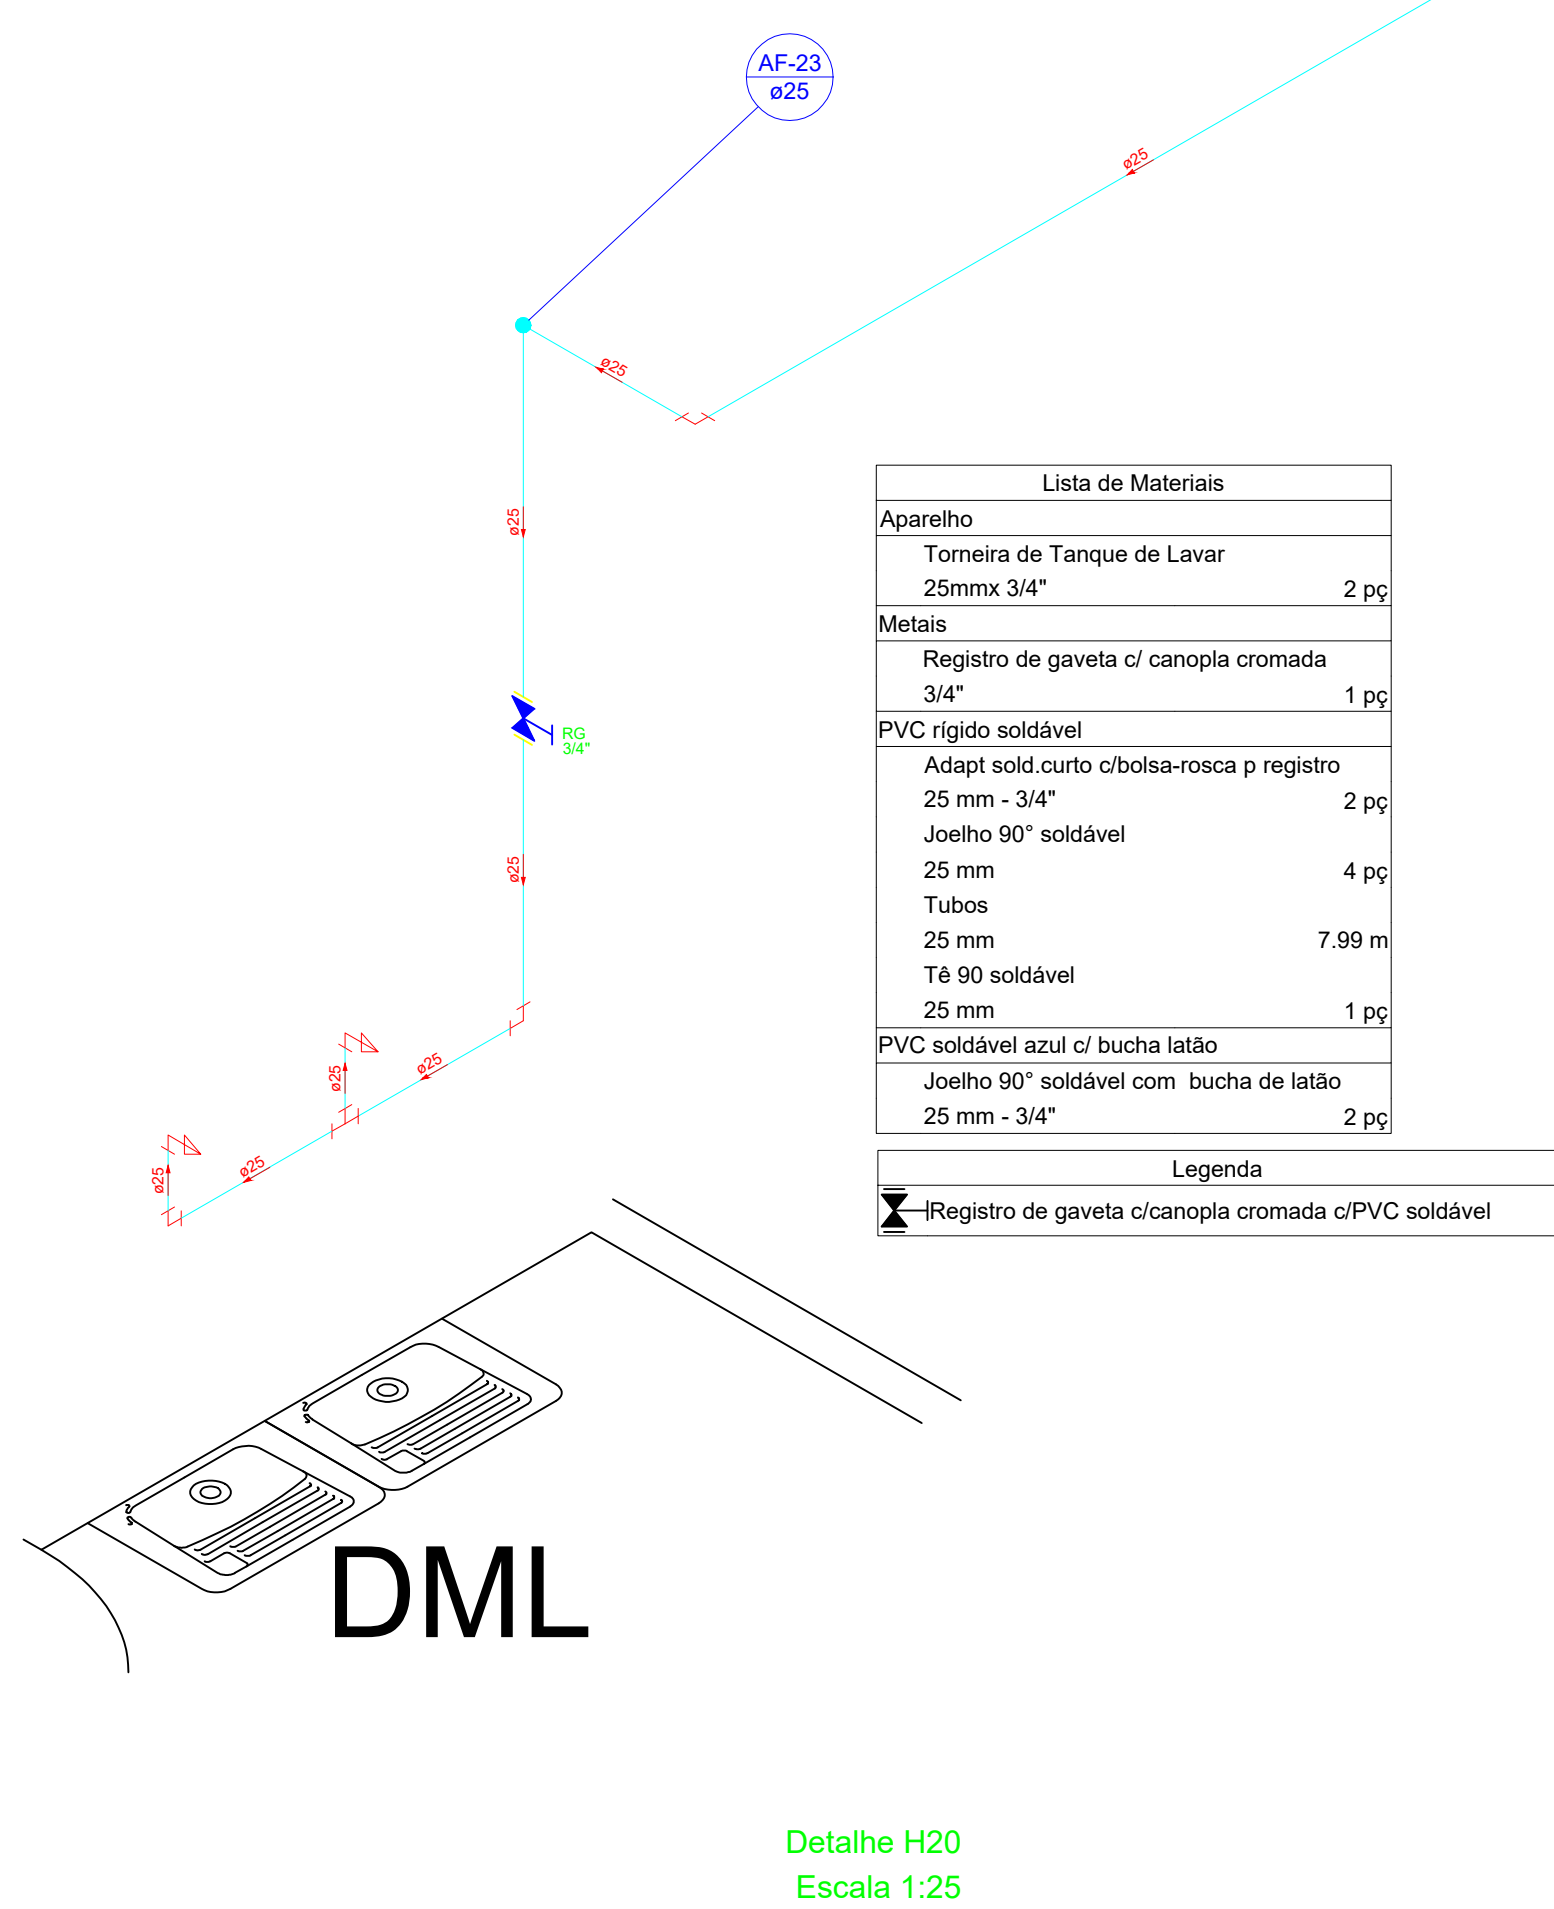 AF-23
ø25
ø25
ø25
ø25
RG
3/4"
ø25
ø25
ø25
ø25
ø25
Lista de Materiais
Aparelho
Torneira de Tanque de Lavar
25mmx 3/4" 2 pç
Metais
Registro de gaveta c/ canopla cromada
3/4" 1 pç
PVC rígido soldável
Adapt sold.curto c/bolsa-rosca p registro
25 mm - 3/4" 2 pç
Joelho 90° soldável
25 mm 4 pç
Tubos
25 mm 7.99 m
Tê 90 soldável
25 mm 1 pç
PVC soldável azul c/ bucha latão
Joelho 90° soldável com  bucha de latão
25 mm - 3/4" 2 pç
Legenda
Registro de gaveta c/canopla cromada c/PVC soldável
DML
Detalhe H20
Escala 1:25